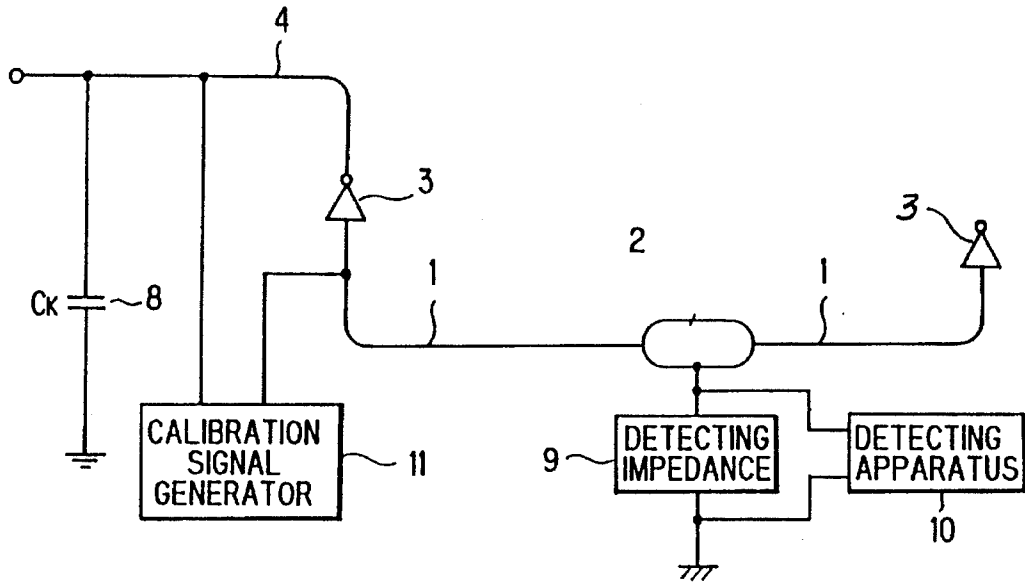 4
3
3
2
1
1
CK
8
CALIBRATION
SIGNAL
GENERATOR
11
9
DETECTING
IMPEDANCE
DETECTING
APPARATUS
10